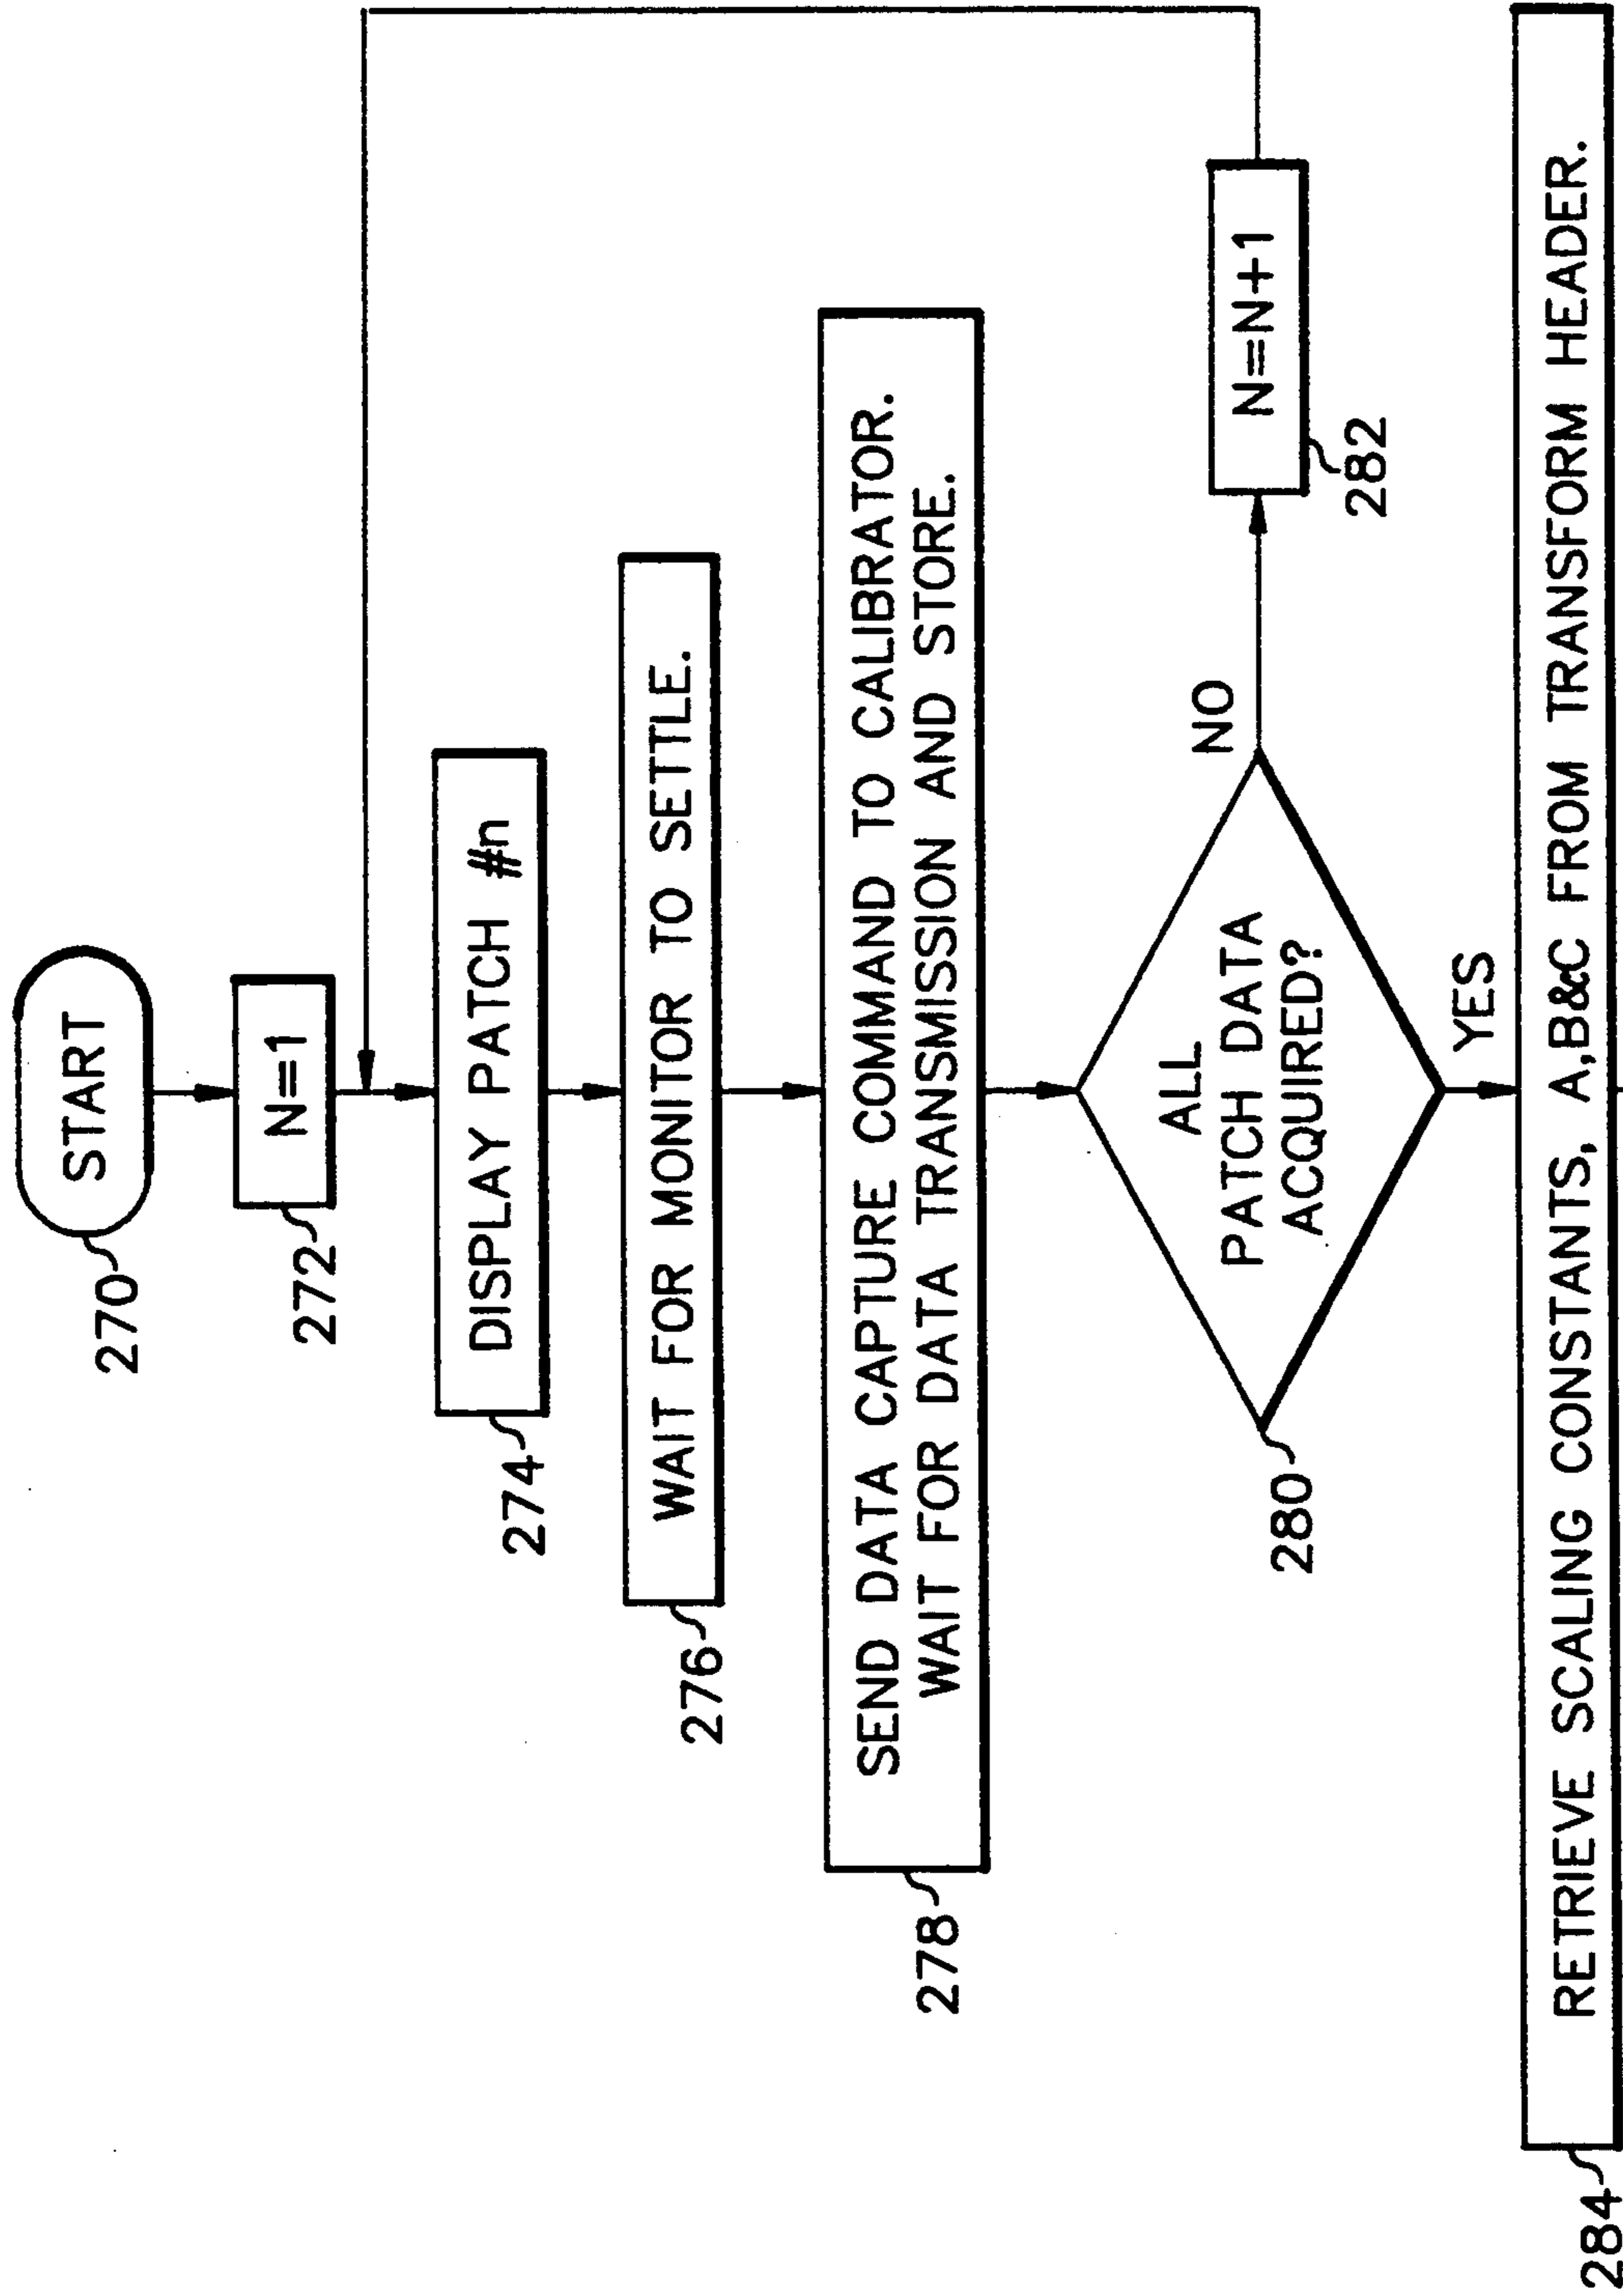 START
270
N=1
272
DISPLAY PATCH #n
274
WAIT FOR MONITOR TO SETTLE.
276
SEND DATA CAPTURE COMMAND TO CALIBRATOR.
WAIT FOR DATA TRANSMISSION AND STORE.
278
ALL
PATCH DATA
ACQUIRED?
280
NO
N=N+1
282
YES
RETRIEVE SCALING CONSTANTS, A,B&C FROM TRANSFORM HEADER.
284